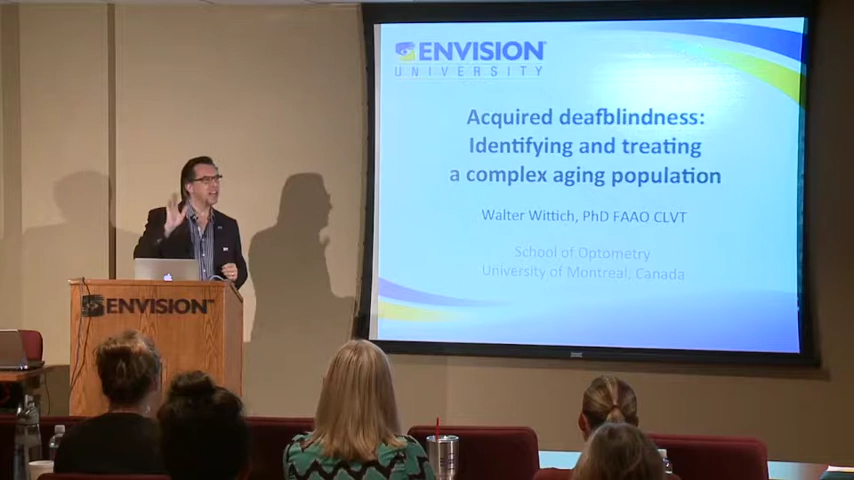 ENVISION
UNIVERSITY
Acquired deafblindness:
Identifying and treating
a complex, aging population
Walter Wittich, PhD FAAO CLVT
School of Optometry
University of Montreal, Canada
ENVISION